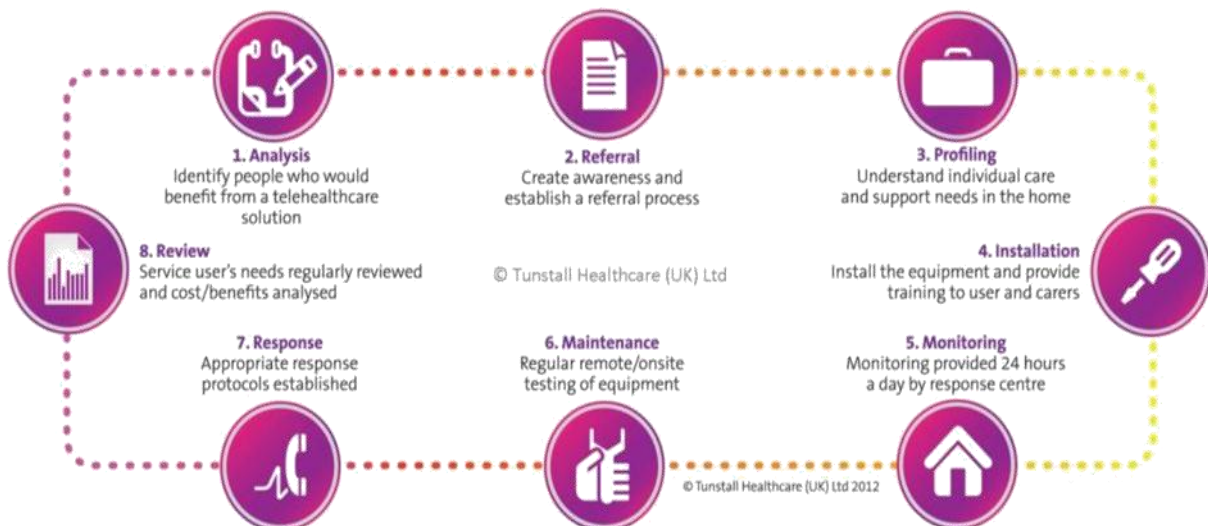 1. Analysis
Identify people who would
benefit from a telehealthcare
solution
2. Referral
Create awareness and
establish a referral process
3. Profiling
Understand individual care
and support needs in the home
4. Installation
Install the equipment and provide
training to user and carers
5. Monitoring
Monitoring provided 24 hours
a day by response centre
6. Maintenance
Regular remote/onsite
testing of equipment
7. Response
Appropriate response
protocols established
8. Review
Service user's needs regularly reviewed
and cost/benefits analysed
© Tunstall Healthcare (UK) Ltd
© Tunstall Healthcare (UK) Ltd 2012